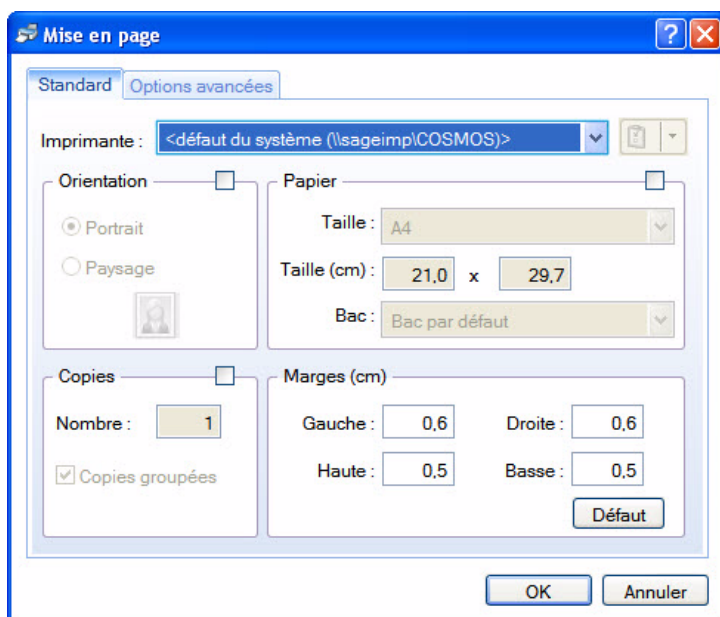 Mise en page
Standard Options avancées
Imprimante : <défaut du système (\\sageimp\COSMOS)>
Orientation
Portrait
Paysage
Papier
Taille : A4
Taille (cm) : 21,0 x 29,7
Bac : Bac par défaut
Copies
Nombre : 1
Copies groupées
Marges (cm)
Gauche : 0,6 Droite : 0,6
Haute : 0,5 Basse : 0,5
Défaut
OK Annuler